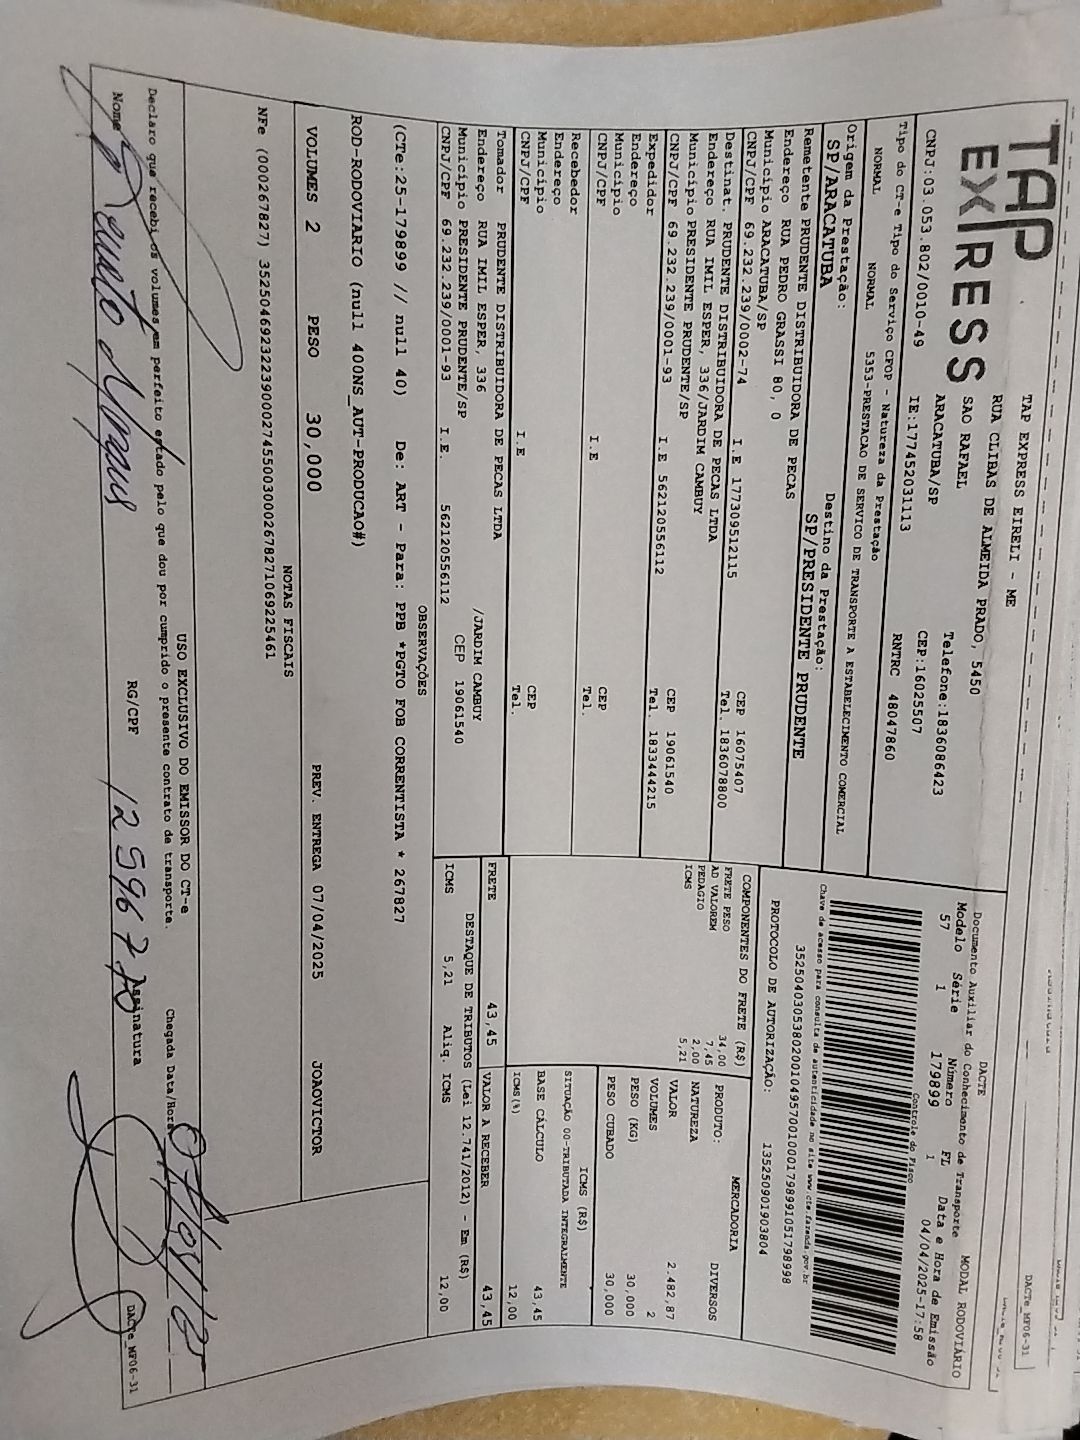 TAP
EXPRESS
TAP EXPRESS EIRELI - ME
RUA CLIBAS DE ALMEIDA PRADO, 5450
SAO RAFAEL
ARACATUBA/SP
Telefone:1836086423
CNPJ:03.053.802/0010-49
IE:177452031113
CEP:16025507
RNTRC 48047860
DACTE
Documento Auxiliar do Conhecimento de Transporte
MODAL RODOVIÁRIO
Modelo Série Número FL Data e Hora de Emissão
57 1 179899 1 04/04/2025-17:58
Controle do Fisco
Chave de acesso para consulta de autenticidade no site www.cte.fazenda.gov.br
35250403053802001049570010001798991051798998
PROTOCOLO DE AUTORIZAÇÃO: 135250901903804
Tipo do CT-e Tipo do Serviço CFOP - Natureza da Prestação
NORMAL NORMAL 5353-PRESTACAO DE SERVICO DE TRANSPORTE A ESTABELECIMENTO COMERCIAL
Origem da Prestação: Destino da Prestação:
SP/ARACATUBA SP/PRESIDENTE PRUDENTE
Remetente PRUDENTE DISTRIBUIDORA DE PECAS
Endereço RUA PEDRO GRASSI 80, 0
Município ARACATUBA/SP CEP 16075407
CNPJ/CPF 69.232.239/0002-74 I.E 177309512115 Tel. 1836078800
Destinat. PRUDENTE DISTRIBUIDORA DE PECAS LTDA
Endereço RUA IMIL ESPER, 336/JARDIM CAMBUY
Município PRESIDENTE PRUDENTE/SP CEP 19061540
CNPJ/CPF 69.232.239/0001-93 I.E 562120556112 Tel. 1833444215
Expedidor
Endereço
Município CEP
CNPJ/CPF I.E Tel.
Recebedor
Endereço
Município CEP
CNPJ/CPF I.E Tel.
Tomador PRUDENTE DISTRIBUIDORA DE PECAS LTDA
Endereço RUA IMIL ESPER, 336 /JARDIM CAMBUY
Município PRESIDENTE PRUDENTE/SP CEP 19061540
CNPJ/CPF 69.232.239/0001-93 I.E. 562120556112
COMPONENTES DO FRETE (R$)
FRETE PESO 34,00
AD VALOREM 7,45
PEDAGIO 2,00
ICMS 5,21
MERCADORIA
PRODUTO: DIVERSOS
NATUREZA
VALOR 2.482,87
VOLUMES 2
PESO (KG) 30,000
PESO CUBADO 30,000
ICMS (R$)
SITUAÇÃO 00-TRIBUTADA INTEGRALMENTE
BASE CÁLCULO 43,45
ICMS(%) 12,00
FRETE 43,45
VALOR A RECEBER 43,45
DESTAQUE DE TRIBUTOS (Lei 12.741/2012) - Em (R$)
ICMS 5,21 Aliq. ICMS 12,00
OBSERVAÇÕES
(CTe:25-179899 // null 40) De: ART - Para: PPB *PGTO FOB CORRENTISTA * 267827
ROD-RODOVIARIO (null 400NS_AUT-PRODUCAO#)
VOLUMES 2 PESO 30,000 PREV. ENTREGA 07/04/2025 JOAOVICTOR
NOTAS FISCAIS
NFe (000267827) 35250469232239000274550030002678271069225461
USO EXCLUSIVO DO EMISSOR DO CT-e
Declaro que recebi os volumes em perfeito estado pelo que dou por cumprido o presente contrato de transporte.
Chegada Data/Hora
Nome
RG/CPF
Assinatura
DACTe_MF06-31
DACTe_MF06-31